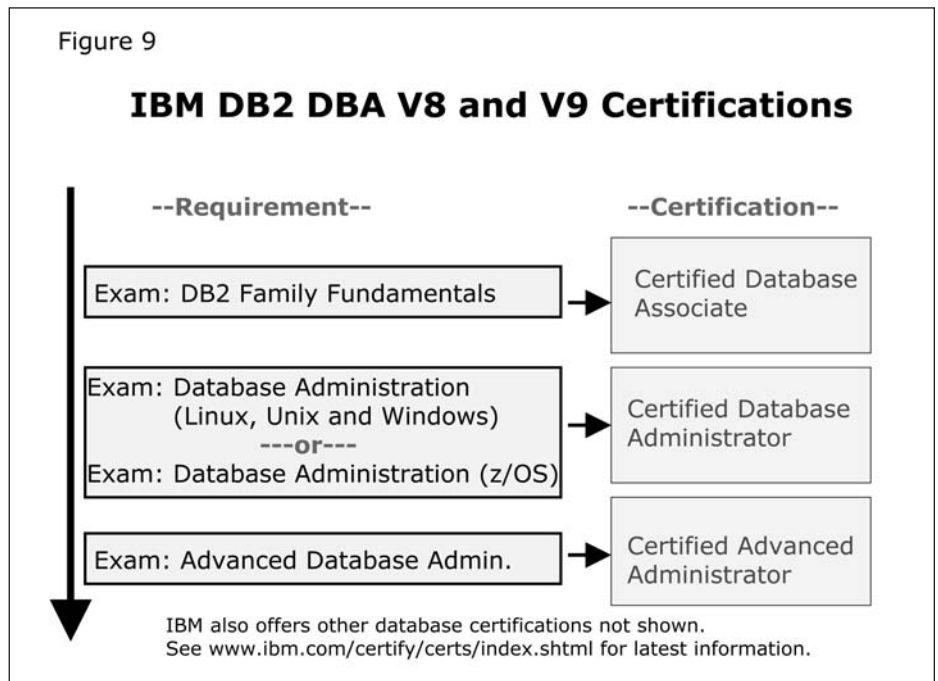 Figure 9
IBM DB2 DBA V8 and V9 Certifications
--Requirement--
--Certification--
Exam: DB2 Family Fundamentals
Certified Database
Associate
Exam: Database Administration
(Linux, Unix and Windows)
---or---
Exam: Database Administration (z/OS)
Certified Database
Administrator
Exam: Advanced Database Admin.
Certified Advanced
Administrator
IBM also offers other database certifications not shown.
See www.ibm.com/certify/certs/index.shtml for latest information.